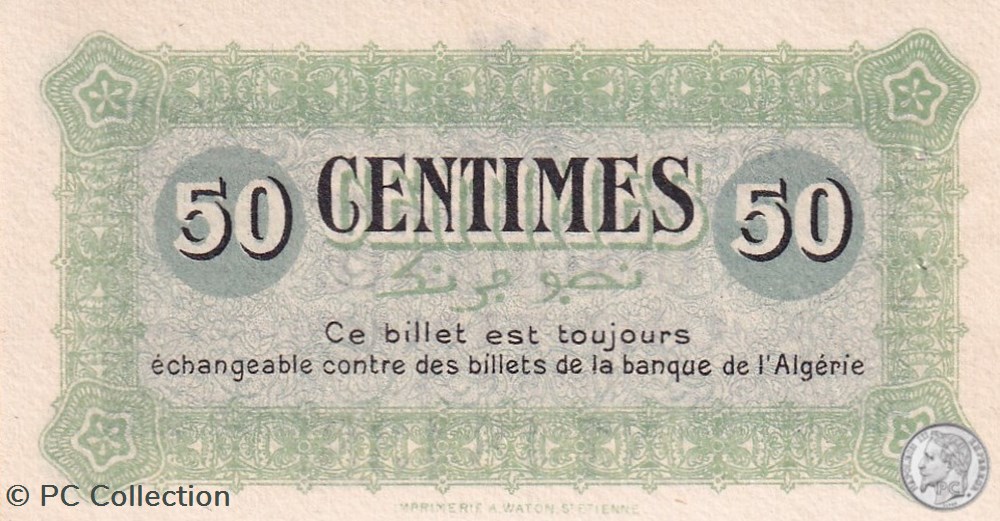 50 CENTIMES 50
نصف فرنك
Ce billet est toujours
échangeable contre des billets de la banque de l'Algérie
IMPRIMERIE A. WATON. ST ETIENNE
© PC Collection
PC